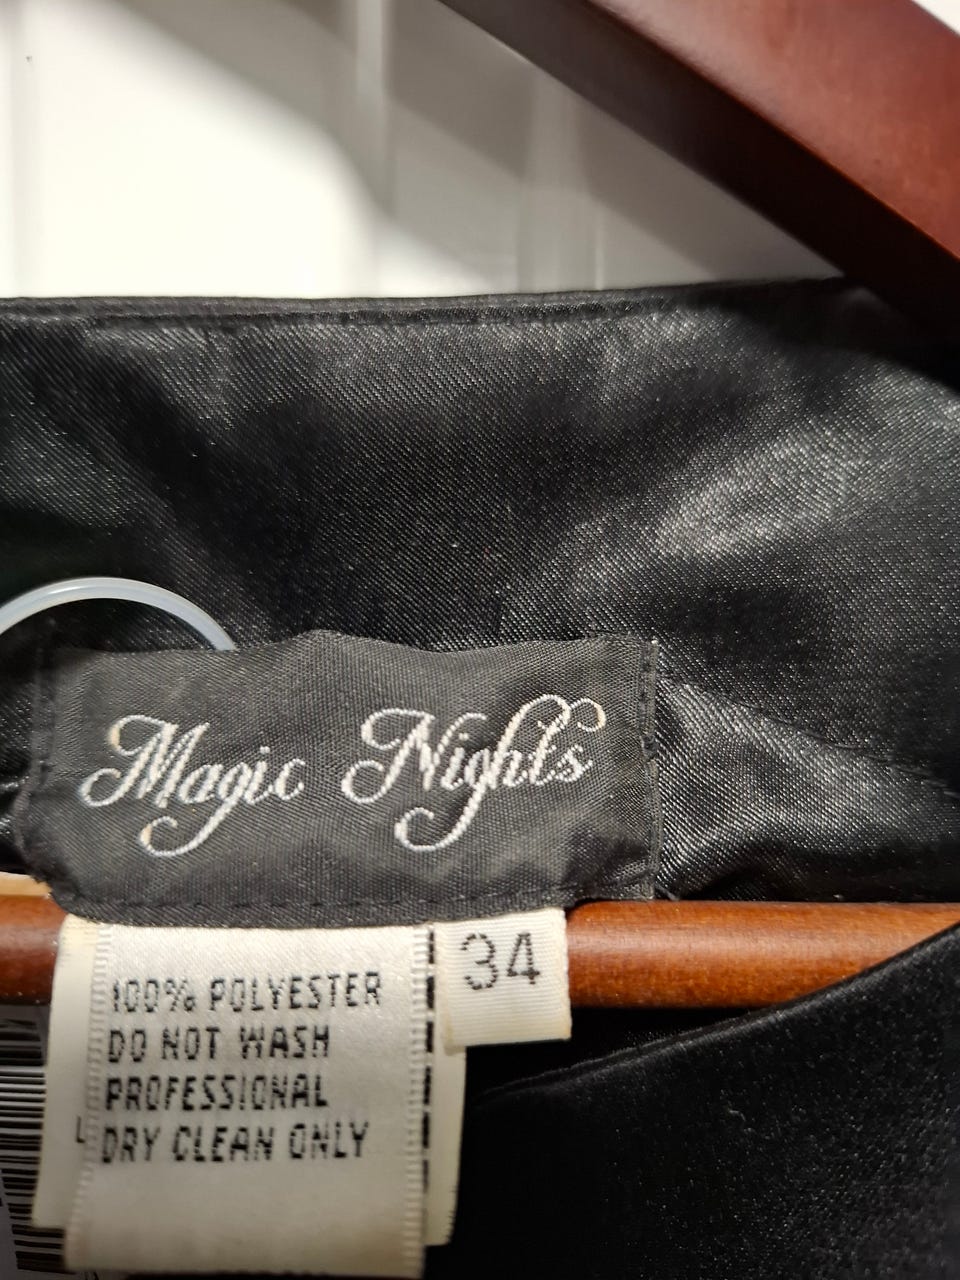 Magic Nights
34
100% POLYESTER
DO NOT WASH
PROFESSIONAL
DRY CLEAN ONLY